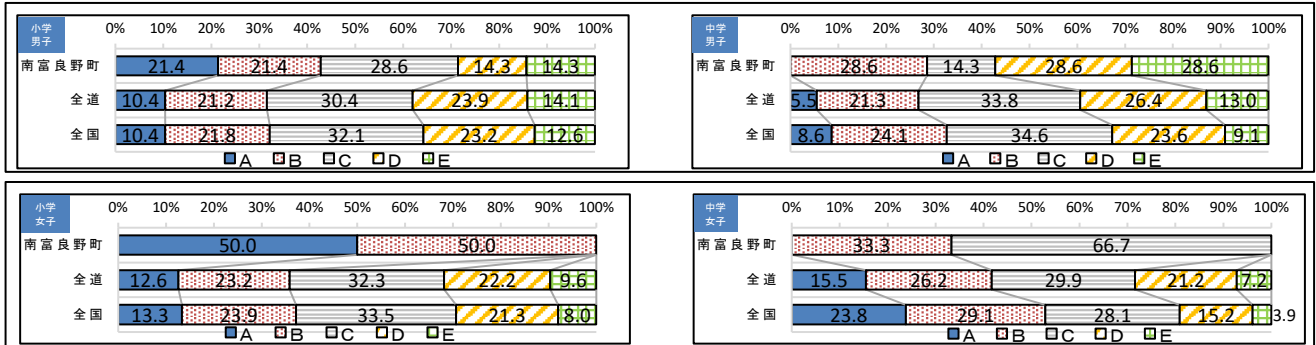 小学
男子
0% 10% 20% 30% 40% 50% 60% 70% 80% 90% 100%
南富良野町 21.4 21.4 28.6 14.3 14.3
全道 10.4 21.2 30.4 23.9 14.1
全国 10.4 21.8 32.1 23.2 12.6
A B C D E
中学
男子
0% 10% 20% 30% 40% 50% 60% 70% 80% 90% 100%
南富良野町 28.6 14.3 28.6 28.6
全道 5.5 21.3 33.8 26.4 13.0
全国 8.6 24.1 34.6 23.6 9.1
A B C D E
小学
女子
0% 10% 20% 30% 40% 50% 60% 70% 80% 90% 100%
南富良野町 50.0 50.0
全道 12.6 23.2 32.3 22.2 9.6
全国 13.3 23.9 33.5 21.3 8.0
A B C D E
中学
女子
0% 10% 20% 30% 40% 50% 60% 70% 80% 90% 100%
南富良野町 33.3 66.7
全道 15.5 26.2 29.9 21.2 7.2
全国 23.8 29.1 28.1 15.2 3.9
A B C D E